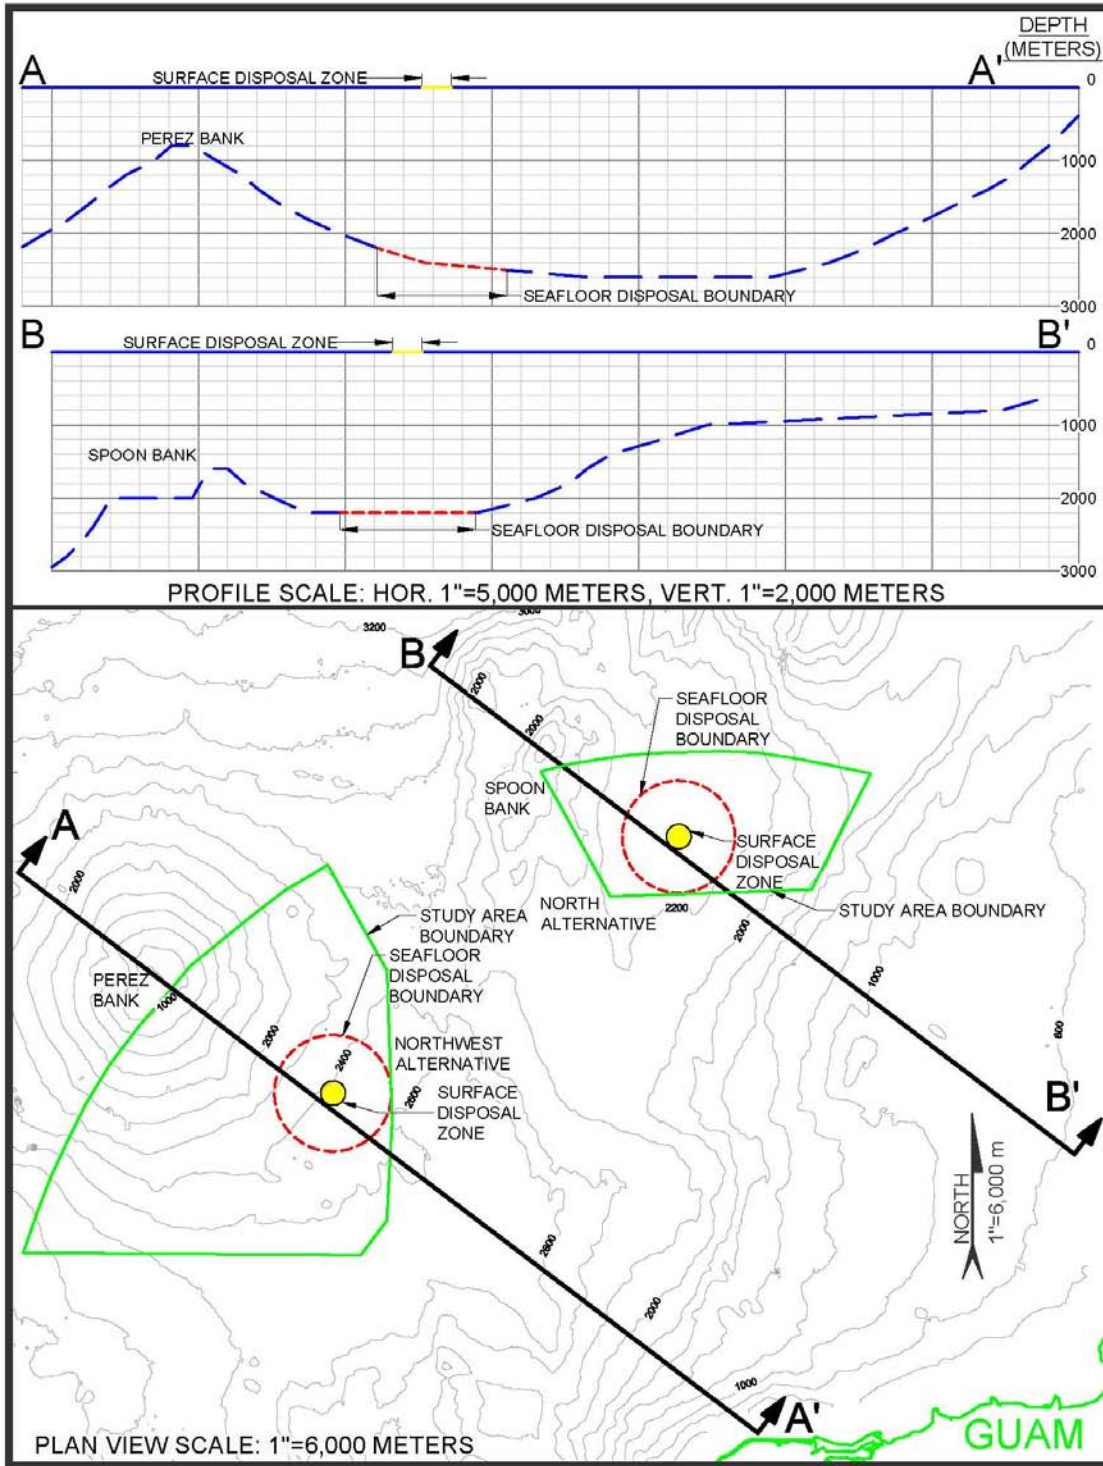 DEPTH
(METERS)
A
SURFACE DISPOSAL ZONE
A'
0
PEREZ BANK
1000
2000
SEAFLOOR DISPOSAL BOUNDARY
3000
B
SURFACE DISPOSAL ZONE
B'
0
1000
SPOON BANK
2000
SEAFLOOR DISPOSAL BOUNDARY
3000
PROFILE SCALE: HOR. 1"=5,000 METERS, VERT. 1"=2,000 METERS
3000
3200
B
2000
2000
SEAFLOOR
DISPOSAL
BOUNDARY
SPOON
BANK
A
2000
SURFACE
DISPOSAL
ZONE
NORTH
ALTERNATIVE
2200
2000
STUDY AREA BOUNDARY
STUDY AREA
BOUNDARY
SEAFLOOR
DISPOSAL
BOUNDARY
PEREZ
BANK
1000
1000
2000
600
NORTHWEST
ALTERNATIVE
2400
2600
SURFACE
DISPOSAL
ZONE
B'
NORTH
1"=6,000 m
2000
1000
A'
GUAM
PLAN VIEW SCALE: 1"=6,000 METERS